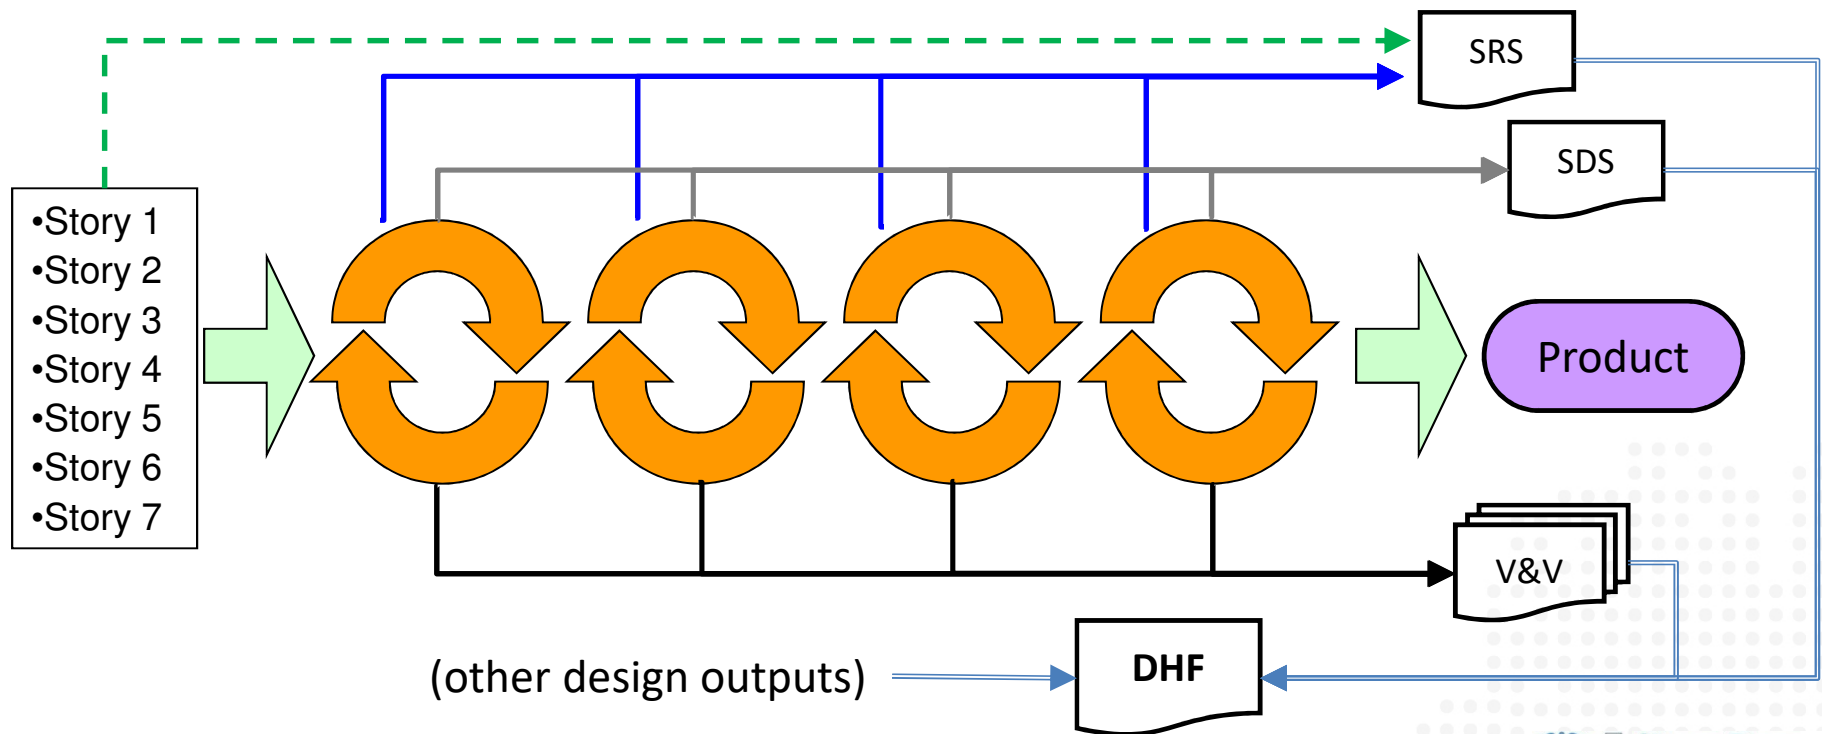 SRS
SDS
•Story 1
•Story 2
•Story 3
•Story 4
•Story 5
•Story 6
•Story 7
Product
V&V
(other design outputs)
DHF